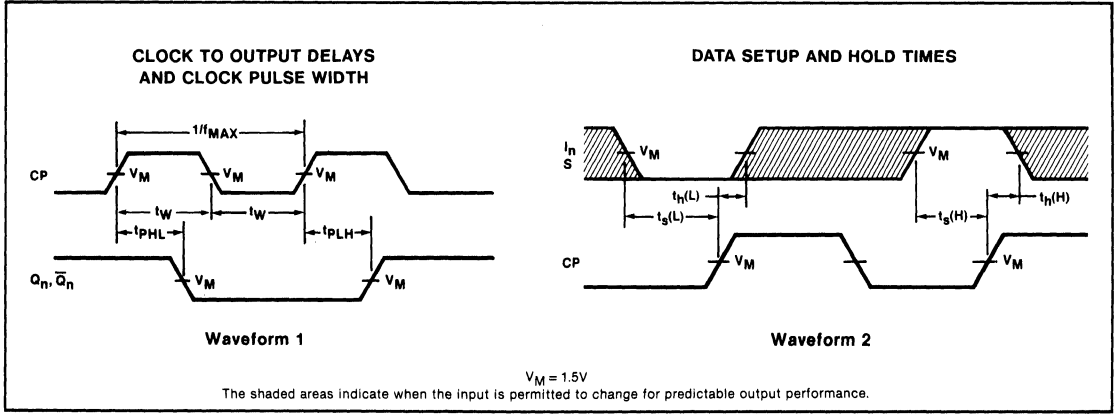 CLOCK TO OUTPUT DELAYS
AND CLOCK PULSE WIDTH
1/fMAX
CP
VM
VM
VM
tW
tW
tPHL
tPLH
Qn, Q̅n
VM
VM
Waveform 1
DATA SETUP AND HOLD TIMES
In
S
VM
VM
th(L)
th(H)
ts(L)
ts(H)
CP
VM
VM
Waveform 2
VM = 1.5V
The shaded areas indicate when the input is permitted to change for predictable output performance.